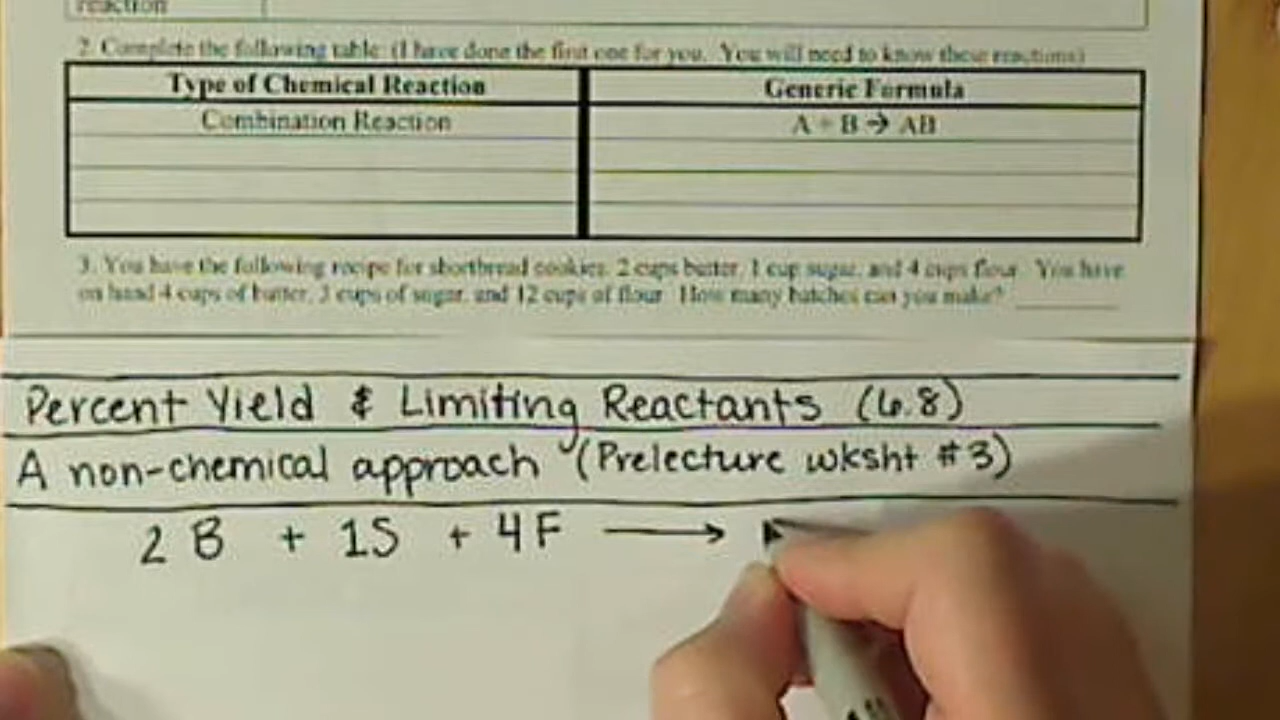 reaction
2. Complete the following table. (I have done the first one for you. You will need to know these reactions)
Type of Chemical Reaction Generic Formula
Combination Reaction A + B → AB
3. You have the following recipe for shortbread cookies: 2 cups butter, 1 cup sugar, and 4 cups flour. You have
on hand 4 cups of butter, 3 cups of sugar, and 12 cups of flour. How many batches can you make? ________
Percent Yield & Limiting Reactants (6.8)
A non-chemical approach (Prelecture wksht #3)
2 B + 1S + 4F →